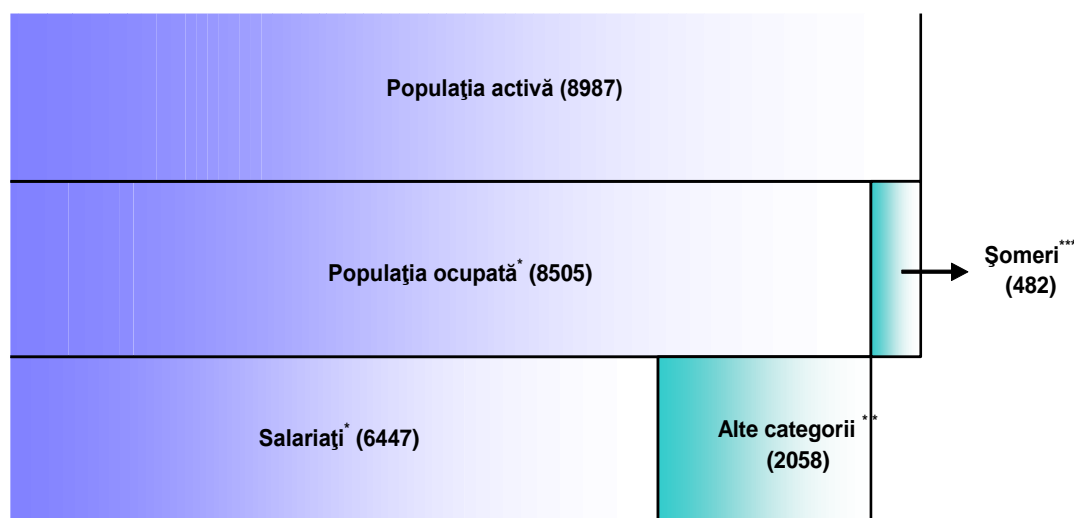 Populaţia activă (8987)
Populaţia ocupată* (8505)
Şomeri***
(482)
Salariaţi* (6447)
Alte categorii **
(2058)